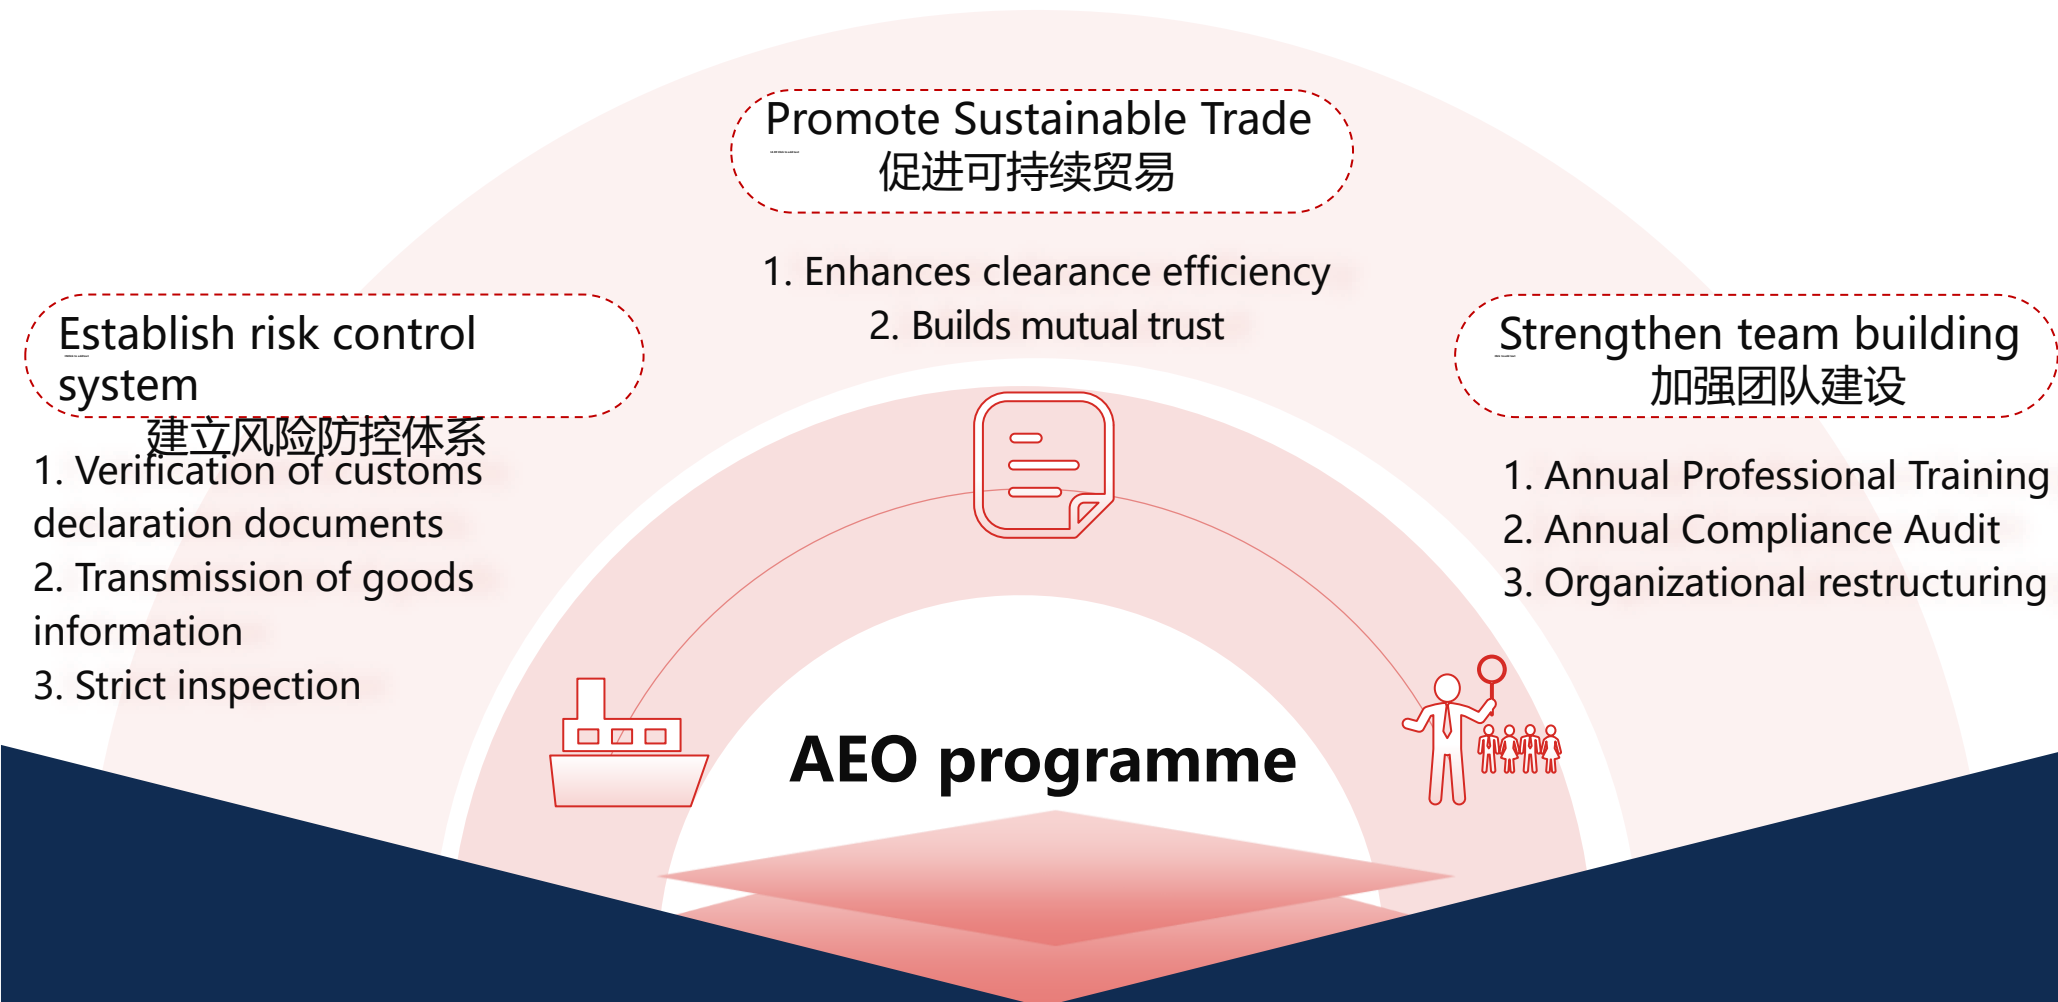 Promote Sustainable Trade
促进可持续贸易
1. Enhances clearance efficiency
2. Builds mutual trust
Establish risk control
system
建立风险防控体系
1. Verification of customs
declaration documents
2. Transmission of goods
information
3. Strict inspection
Strengthen team building
加强团队建设
1. Annual Professional Training
2. Annual Compliance Audit
3. Organizational restructuring
AEO programme